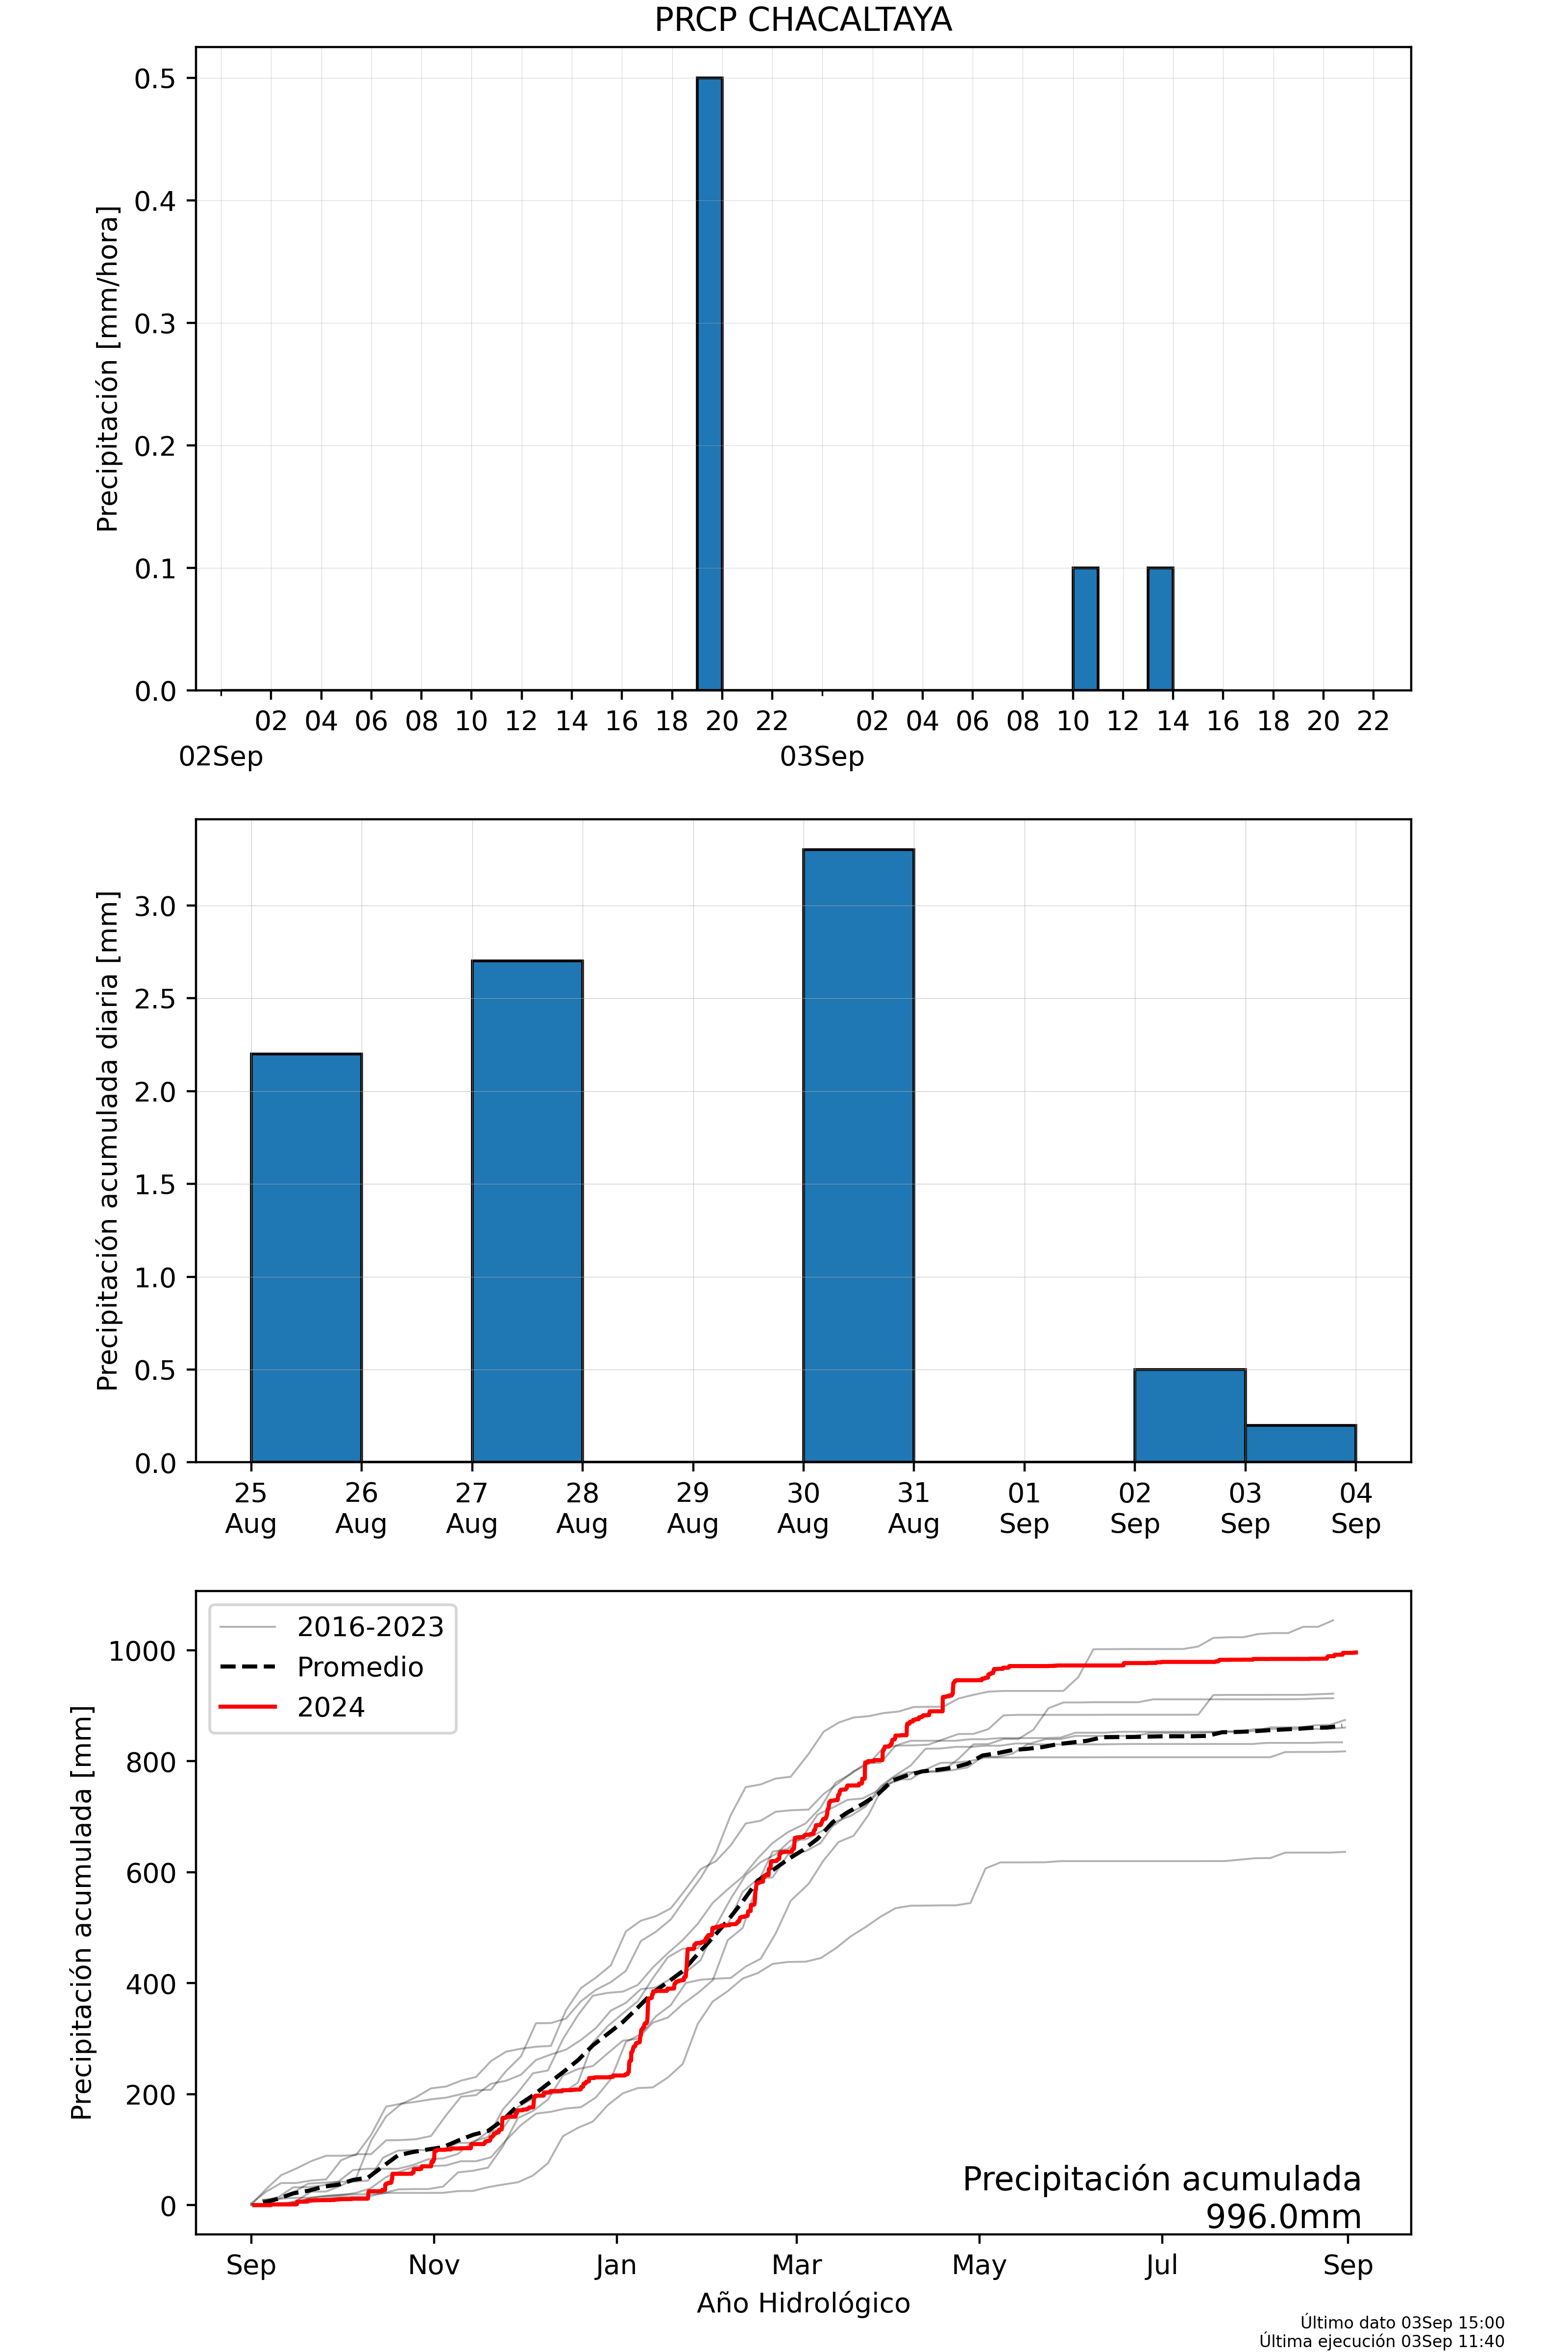 PRCP CHACALTAYA
Precipitación [mm/hora]
0.5
0.4
0.3
0.2
0.1
0.0
02 04 06 08 10 12 14 16 18 20 22 02 04 06 08 10 12 14 16 18 20 22
02Sep 03Sep
Precipitación acumulada diaria [mm]
3.0
2.5
2.0
1.5
1.0
0.5
0.0
25 26 27 28 29 30 31 01 02 03 04
Aug Aug Aug Aug Aug Aug Aug Sep Sep Sep Sep
Precipitación acumulada [mm]
1000
800
600
400
200
0
2016-2023
Promedio
2024
Precipitación acumulada
996.0mm
Sep Nov Jan Mar May Jul Sep
Año Hidrológico
Último dato 03Sep 15:00
Última ejecución 03Sep 11:40